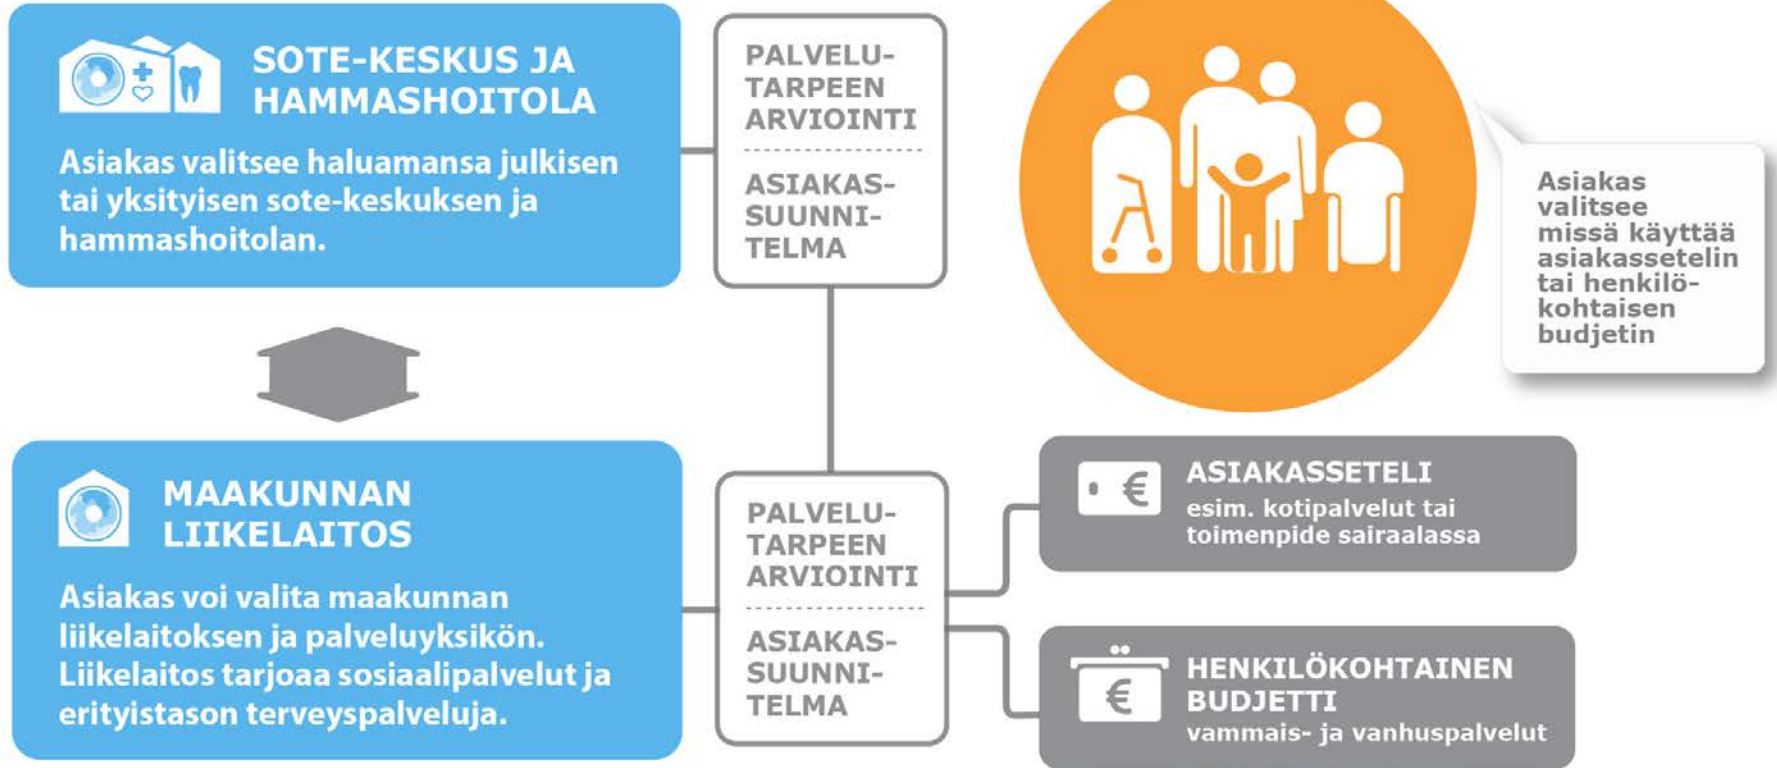 SOTE-KESKUS JA
HAMMASHOITOLA
Asiakas valitsee haluamansa julkisen
tai yksityisen sote-keskuksen ja
hammashoitolan.
PALVELU-
TARPEEN
ARVIOINTI
ASIAKAS-
SUUNNI-
TELMA
Asiakas
valitsee
missä käyttää
asiakassetelin
tai henkilö-
kohtaisen
budjetin
MAAKUNNAN
LIIKELAITOS
Asiakas voi valita maakunnan
liikelaitoksen ja palveluyksikön.
Liikelaitos tarjoaa sosiaalipalvelut ja
erityistason terveyspalveluja.
PALVELU-
TARPEEN
ARVIOINTI
ASIAKAS-
SUUNNI-
TELMA
€
ASIAKASSETELI
esim. kotipalvelut tai
toimenpide sairaalassa
€
HENKILÖKOHTAINEN
BUDJETTI
vammais- ja vanhuspalvelut